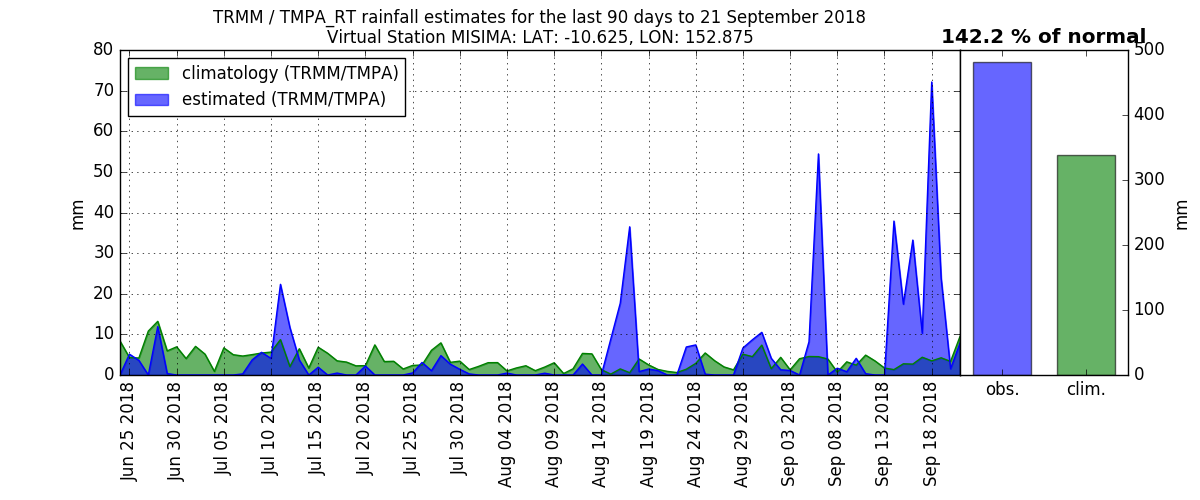 TRMM / TMPA_RT rainfall estimates for the last 90 days to 21 September 2018
Virtual Station MISIMA: LAT: -10.625, LON: 152.875
142.2 % of normal
climatology (TRMM/TMPA)
estimated (TRMM/TMPA)
80
70
60
50
40
30
20
10
0
mm
500
400
300
200
100
0
mm
obs.
clim.
Jun 25 2018
Jun 30 2018
Jul 05 2018
Jul 10 2018
Jul 15 2018
Jul 20 2018
Jul 25 2018
Jul 30 2018
Aug 04 2018
Aug 09 2018
Aug 14 2018
Aug 19 2018
Aug 24 2018
Aug 29 2018
Sep 03 2018
Sep 08 2018
Sep 13 2018
Sep 18 2018